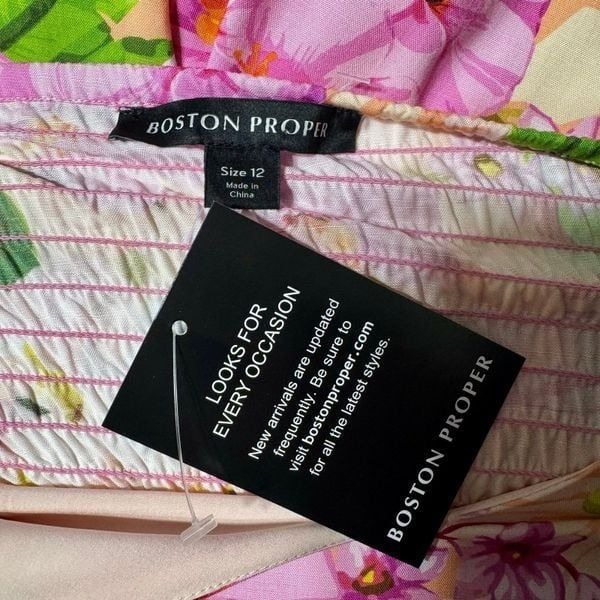 BOSTON PROPER
Size 12
Made in
China
LOOKS FOR
EVERY OCCASION
New arrivals are updated
frequently. Be sure to
visit bostonproper.com
for all the latest styles.
BOSTON PROPER